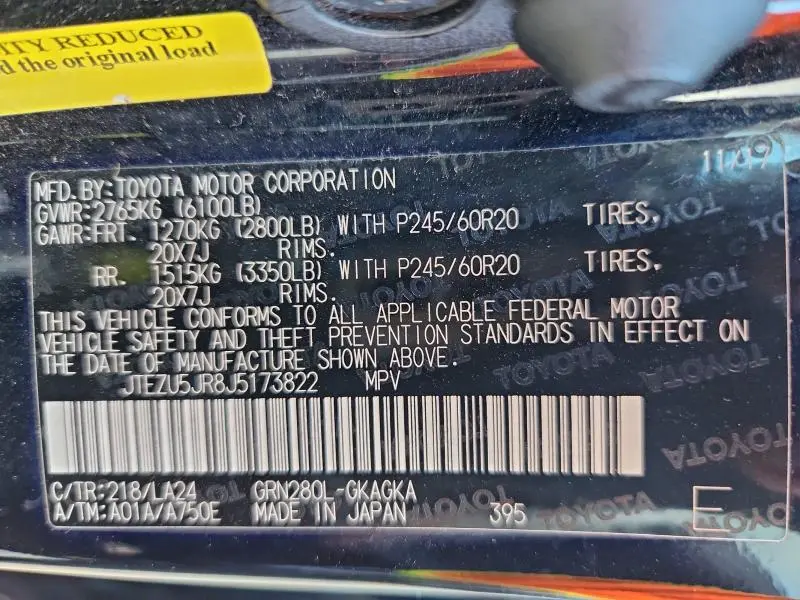 ITY REDUCED
d the original load
11/19
MFD.BY:TOYOTA MOTOR CORPORATION
GVWR:2765KG (6100LB)
GAWR:FRT. 1270KG (2800LB) WITH P245/60R20 TIRES.
20X7J RIMS.
RR. 1515KG (3350LB) WITH P245/60R20 TIRES.
20X7J RIMS.
THIS VEHICLE CONFORMS TO ALL APPLICABLE FEDERAL MOTOR
VEHICLE SAFETY AND THEFT PREVENTION STANDARDS IN EFFECT ON
THE DATE OF MANUFACTURE SHOWN ABOVE.
JTEZU5JR8J5173822 MPV
C/TR:218/LA24 GRN280L-GKAGKA
A/TM:A01A/A750E MADE IN JAPAN 395 E